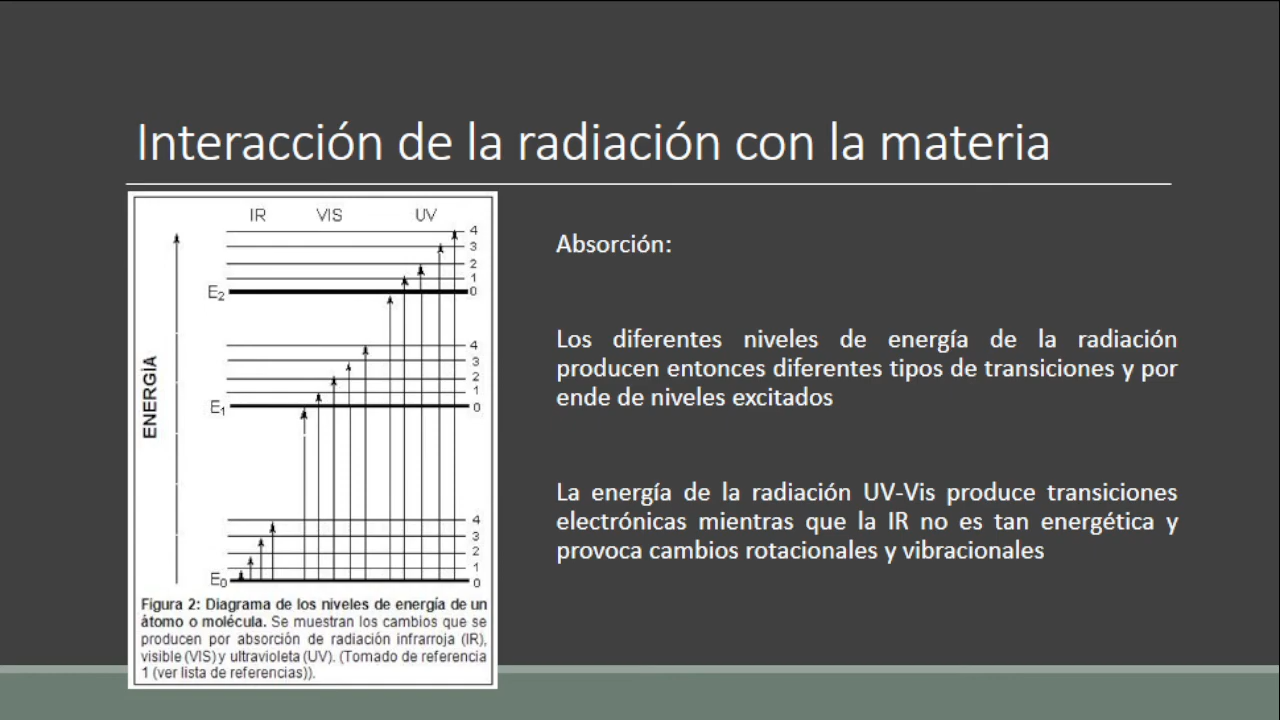 Interacción de la radiación con la materia
IR VIS UV
4
3
2
1
E2 0
4
3
2
1
E1 0
4
3
2
1
E0 0
ENERGÍA
Figura 2: Diagrama de los niveles de energía de un
átomo o molécula. Se muestran los cambios que se
producen por absorción de radiación infrarroja (IR),
visible (VIS) y ultravioleta (UV). (Tomado de referencia
1 (ver lista de referencias)).
Absorción:
Los diferentes niveles de energía de la radiación
producen entonces diferentes tipos de transiciones y por
ende de niveles excitados
La energía de la radiación UV-Vis produce transiciones
electrónicas mientras que la IR no es tan energética y
provoca cambios rotacionales y vibracionales